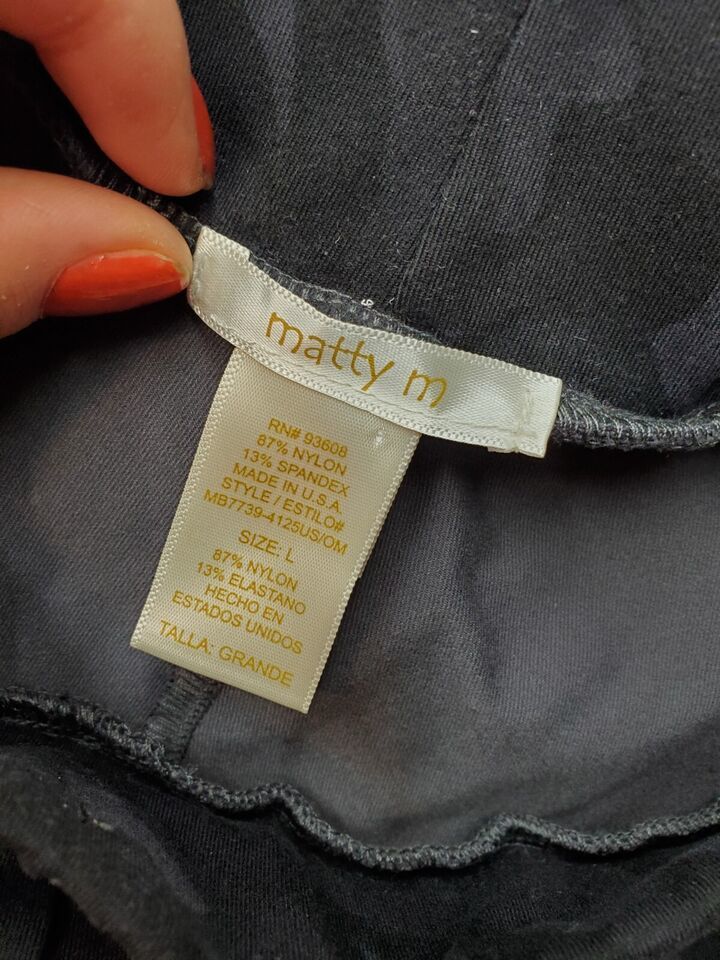 matty m
RN# 93608
87% NYLON
13% SPANDEX
MADE IN U.S.A.
STYLE / ESTILO#
MB7739-4125US/OM
SIZE: L
87% NYLON
13% ELASTANO
HECHO EN
ESTADOS UNIDOS
TALLA: GRANDE